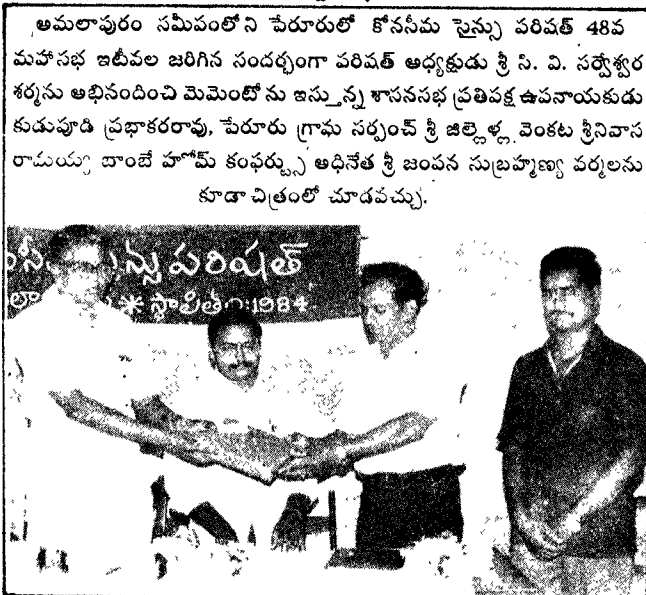 అమలాపురం సమీపంలోని పేరూరులో కోనసీమ సైన్సు పరిషత్ 48వ
మహాసభ ఇటీవల జరిగిన సందర్భంగా పరిషత్ అధ్యక్షుడు శ్రీ సి. వి. సర్వేశ్వర
శర్మను అభినందించి మెమెంటోను ఇస్తున్న శాసనసభ ప్రతిపక్ష ఉపనాయకుడు
కుడుపూడి ప్రభాకరరావు, పేరూరు గ్రామ సర్పంచ్ శ్రీ జిల్లెళ్ల వెంకట శ్రీనివాస
రామయ్య బాంబే హోమ్ కంఫర్ట్సు అధినేత శ్రీ జంపన సుబ్రహ్మణ్య వర్మలను
కూడా చిత్రంలో చూడవచ్చు.
న్సు పరిషత్
స్థాపితం:1984